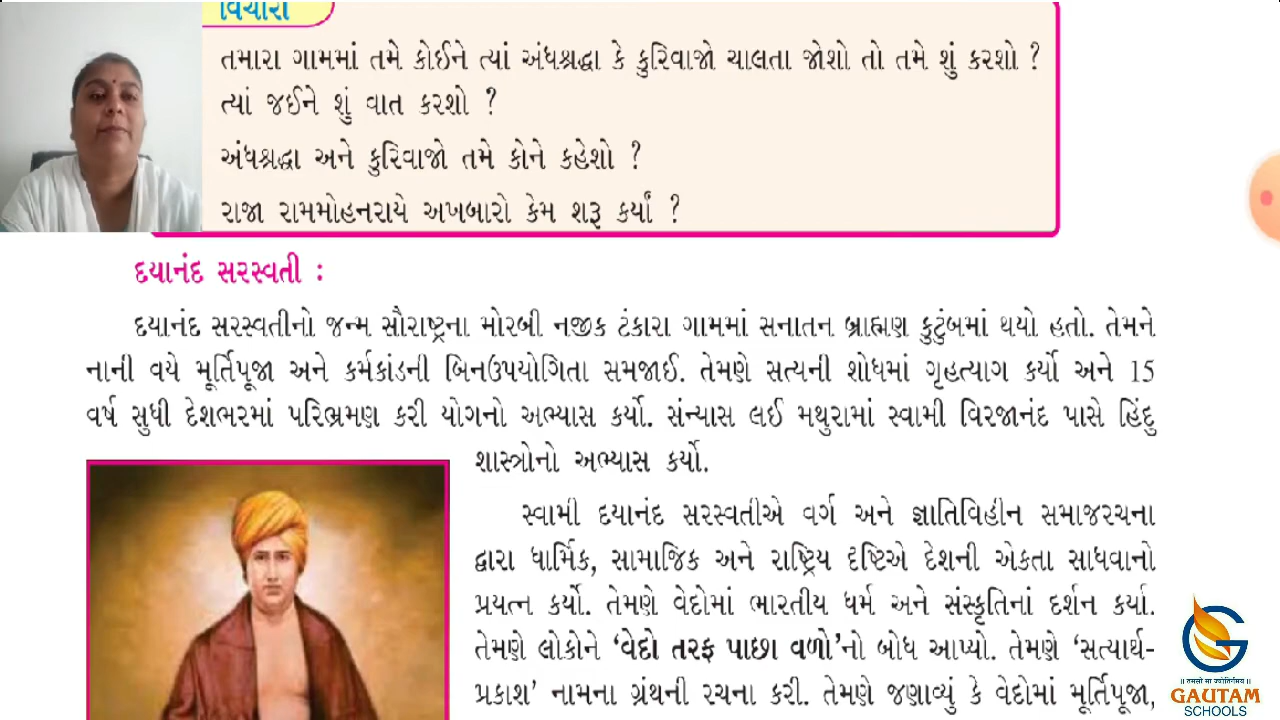 વિચારો
તમારા ગામમાં તમે કોઈને ત્યાં અંધશ્રદ્ધા કે કુરિવાજો ચાલતા જોશો તો તમે શું કરશો ?
ત્યાં જઈને શું વાત કરશો ?
અંધશ્રદ્ધા અને કુરિવાજો તમે કોને કહેશો ?
રાજા રામમોહનરાયે અખબારો કેમ શરૂ કર્યાં ?
દયાનંદ સરસ્વતી :
દયાનંદ સરસ્વતીનો જન્મ સૌરાષ્ટ્રના મોરબી નજીક ટંકારા ગામમાં સનાતન બ્રાહ્મણ કુટુંબમાં થયો હતો. તેમને
નાની વયે મૂર્તિપૂજા અને કર્મકાંડની બિનઉપયોગિતા સમજાઈ. તેમણે સત્યની શોધમાં ગૃહત્યાગ કર્યો અને 15
વર્ષ સુધી દેશભરમાં પરિભ્રમણ કરી યોગનો અભ્યાસ કર્યો. સંન્યાસ લઈ મથુરામાં સ્વામી વિરજાનંદ પાસે હિંદુ
શાસ્ત્રોનો અભ્યાસ કર્યો.
સ્વામી દયાનંદ સરસ્વતીએ વર્ગ અને જ્ઞાતિવિહીન સમાજરચના
દ્વારા ધાર્મિક, સામાજિક અને રાષ્ટ્રિય દૃષ્ટિએ દેશની એકતા સાધવાનો
પ્રયત્ન કર્યો. તેમણે વેદોમાં ભારતીય ધર્મ અને સંસ્કૃતિનાં દર્શન કર્યા.
તેમણે લોકોને ‘વેદો તરફ પાછા વળો’નો બોધ આપ્યો. તેમણે ‘સત્યાર્થ-
પ્રકાશ’ નામના ગ્રંથની રચના કરી. તેમણે જણાવ્યું કે વેદોમાં મૂર્તિપૂજા,
॥ तमसो मा ज्योतिर्गमय ॥
GAUTAM
SCHOOLS